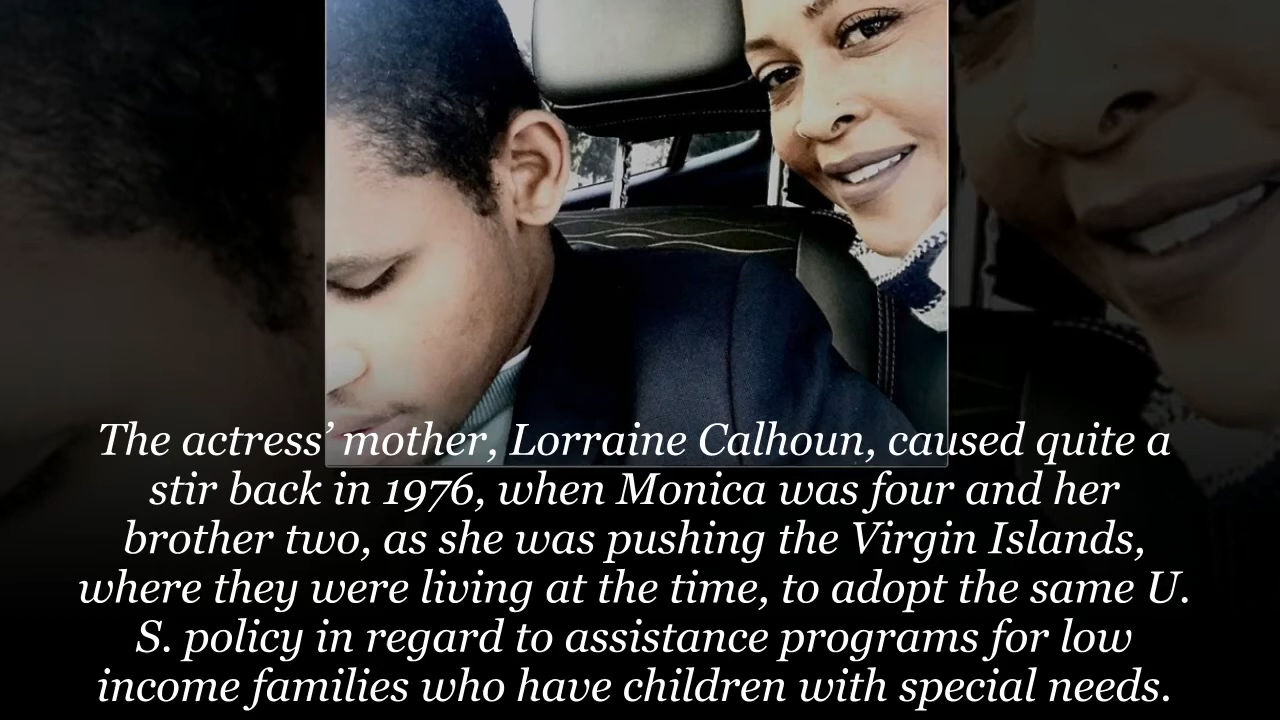 The actress’ mother, Lorraine Calhoun, caused quite a
stir back in 1976, when Monica was four and her
brother two, as she was pushing the Virgin Islands,
where they were living at the time, to adopt the same U.
S. policy in regard to assistance programs for low
income families who have children with special needs.